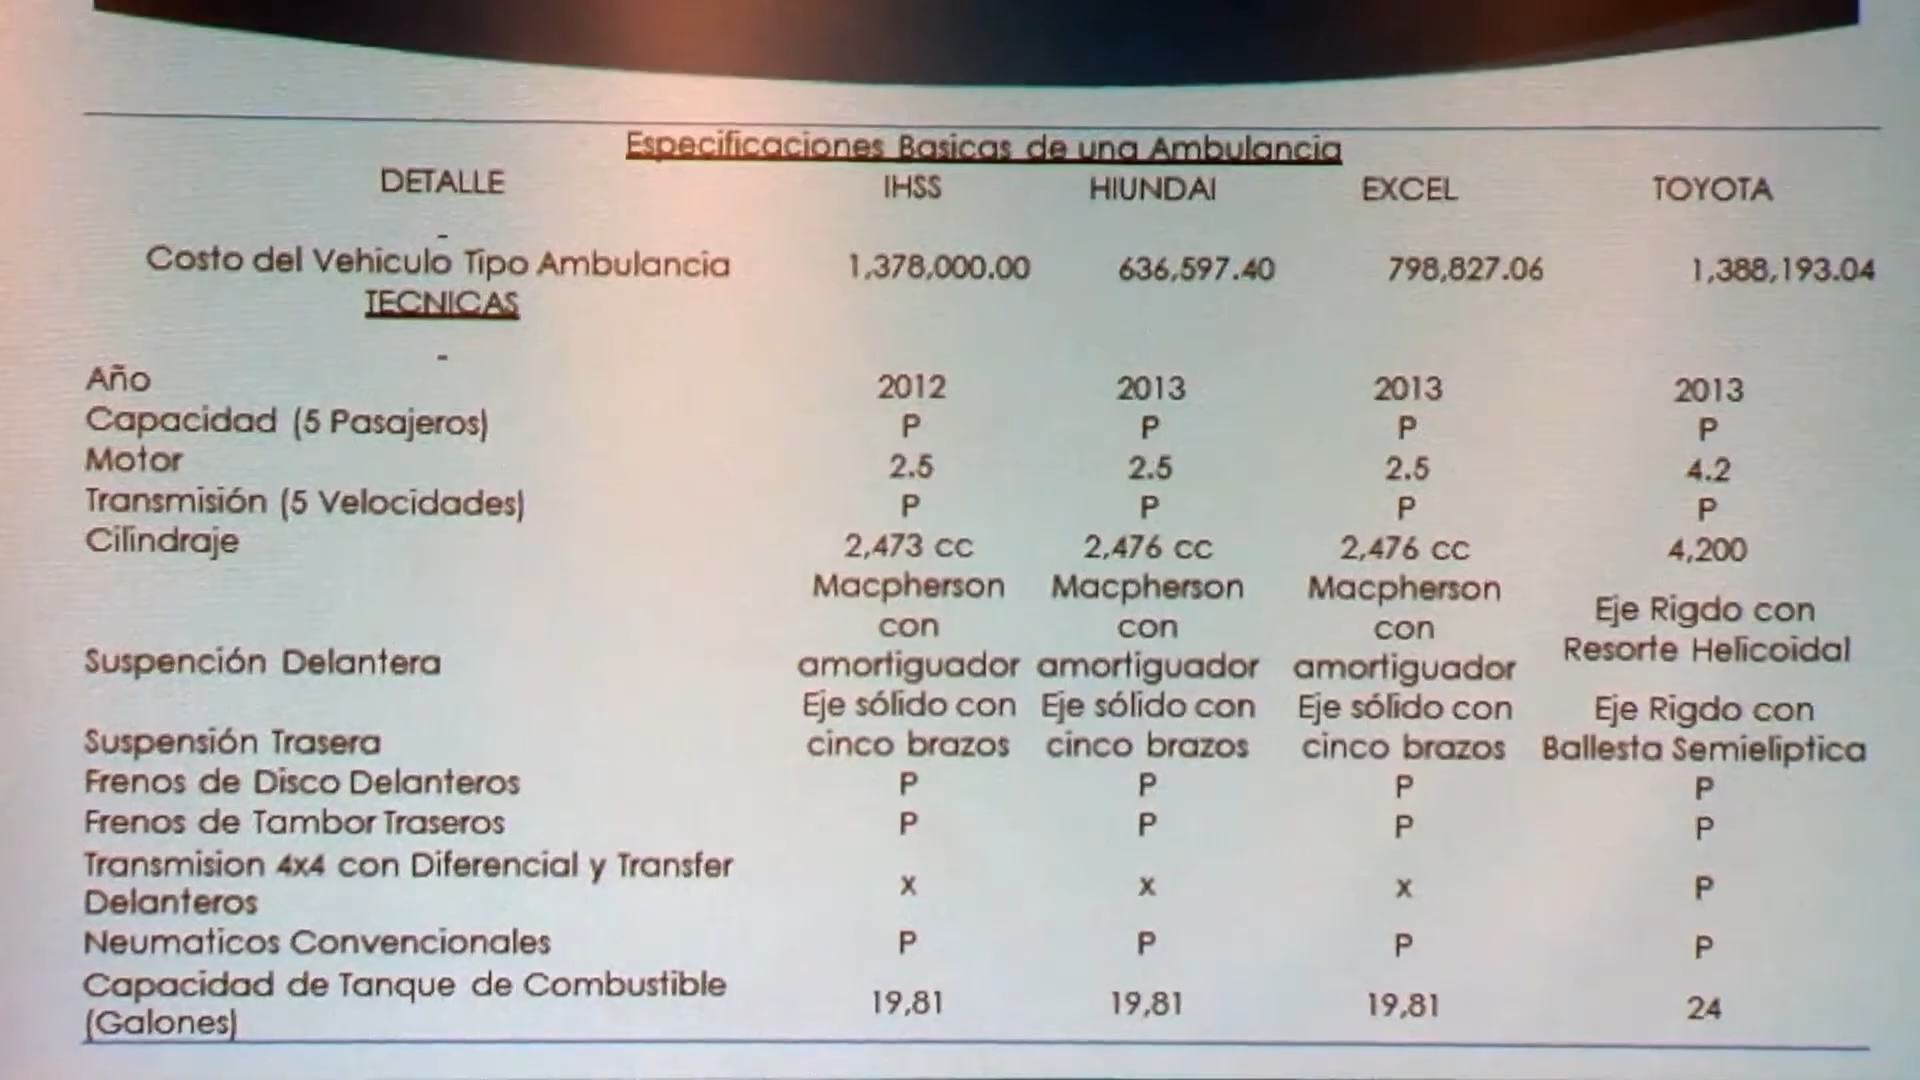 Especificaciones Basicas de una Ambulancia
DETALLE IHSS HIUNDAI EXCEL TOYOTA
-
Costo del Vehiculo Tipo Ambulancia 1,378,000.00 636,597.40 798,827.06 1,388,193.04
TECNICAS
-
Año 2012 2013 2013 2013
Capacidad (5 Pasajeros) P P P P
Motor 2.5 2.5 2.5 4.2
Transmisión (5 Velocidades) P P P P
Cilindraje 2,473 cc 2,476 cc 2,476 cc 4,200
Macpherson Macpherson Macpherson
Eje Rigdo con
con con con
Resorte Helicoidal
Suspención Delantera amortiguador amortiguador amortiguador
Eje sólido con Eje sólido con Eje sólido con Eje Rigdo con
Suspensión Trasera cinco brazos cinco brazos cinco brazos Ballesta Semieliptica
Frenos de Disco Delanteros P P P P
Frenos de Tambor Traseros P P P P
Transmision 4x4 con Diferencial y Transfer
Delanteros x x x P
Neumaticos Convencionales P P P P
Capacidad de Tanque de Combustible
(Galones) 19,81 19,81 19,81 24